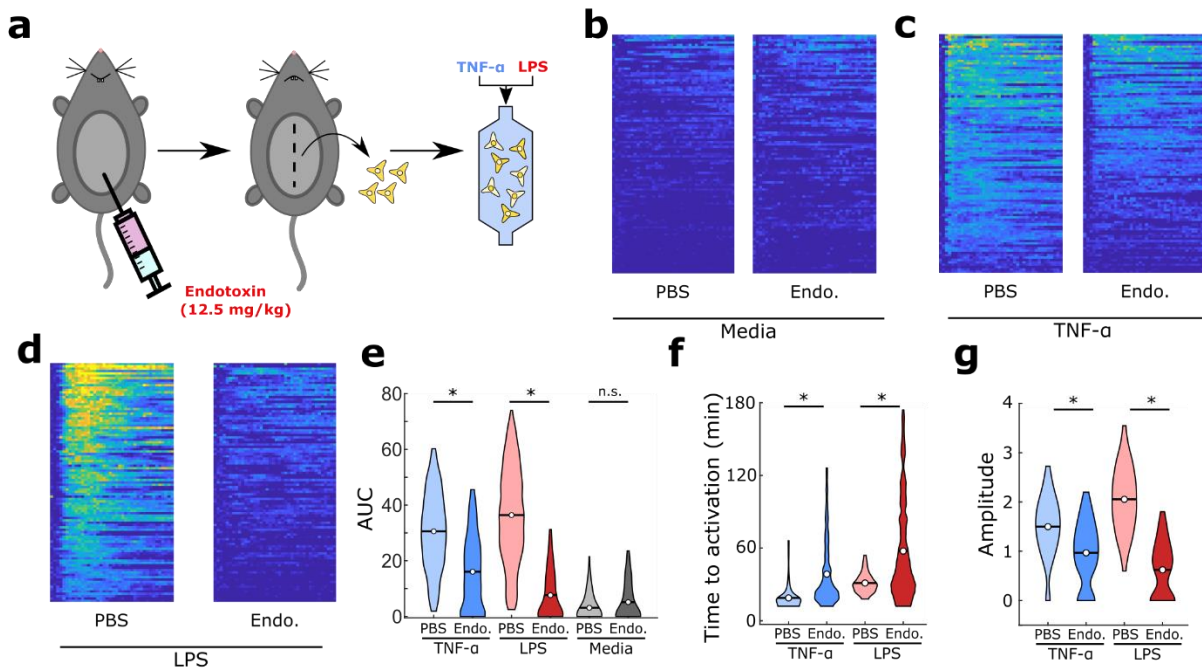 a
TNF-α LPS
Endotoxin
(12.5 mg/kg)
b
PBS Endo.
Media
c
PBS Endo.
TNF-α
d
PBS Endo.
LPS
e
AUC
80
60
40
20
0
* * n.s.
PBS Endo. PBS Endo. PBS Endo.
TNF-α LPS Media
f
Time to activation (min)
180
120
60
0
* *
PBS Endo. PBS Endo.
TNF-α LPS
g
Amplitude
4
3
2
1
0
* *
PBS Endo. PBS Endo.
TNF-α LPS